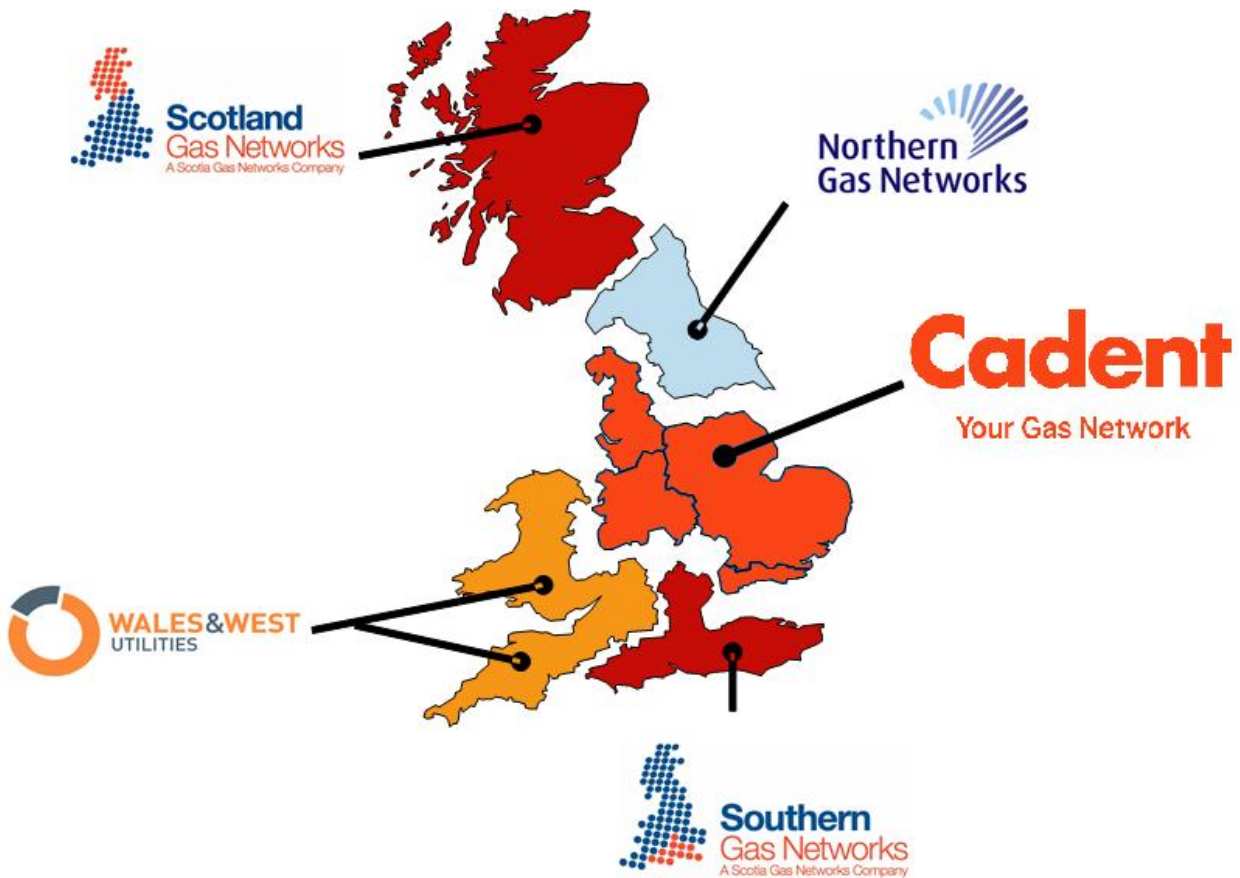 Scotland
Gas Networks
A Scotia Gas Networks Company
Northern
Gas Networks
Cadent
Your Gas Network
WALES&WEST
UTILITIES
Southern
Gas Networks
A Scotia Gas Networks Company